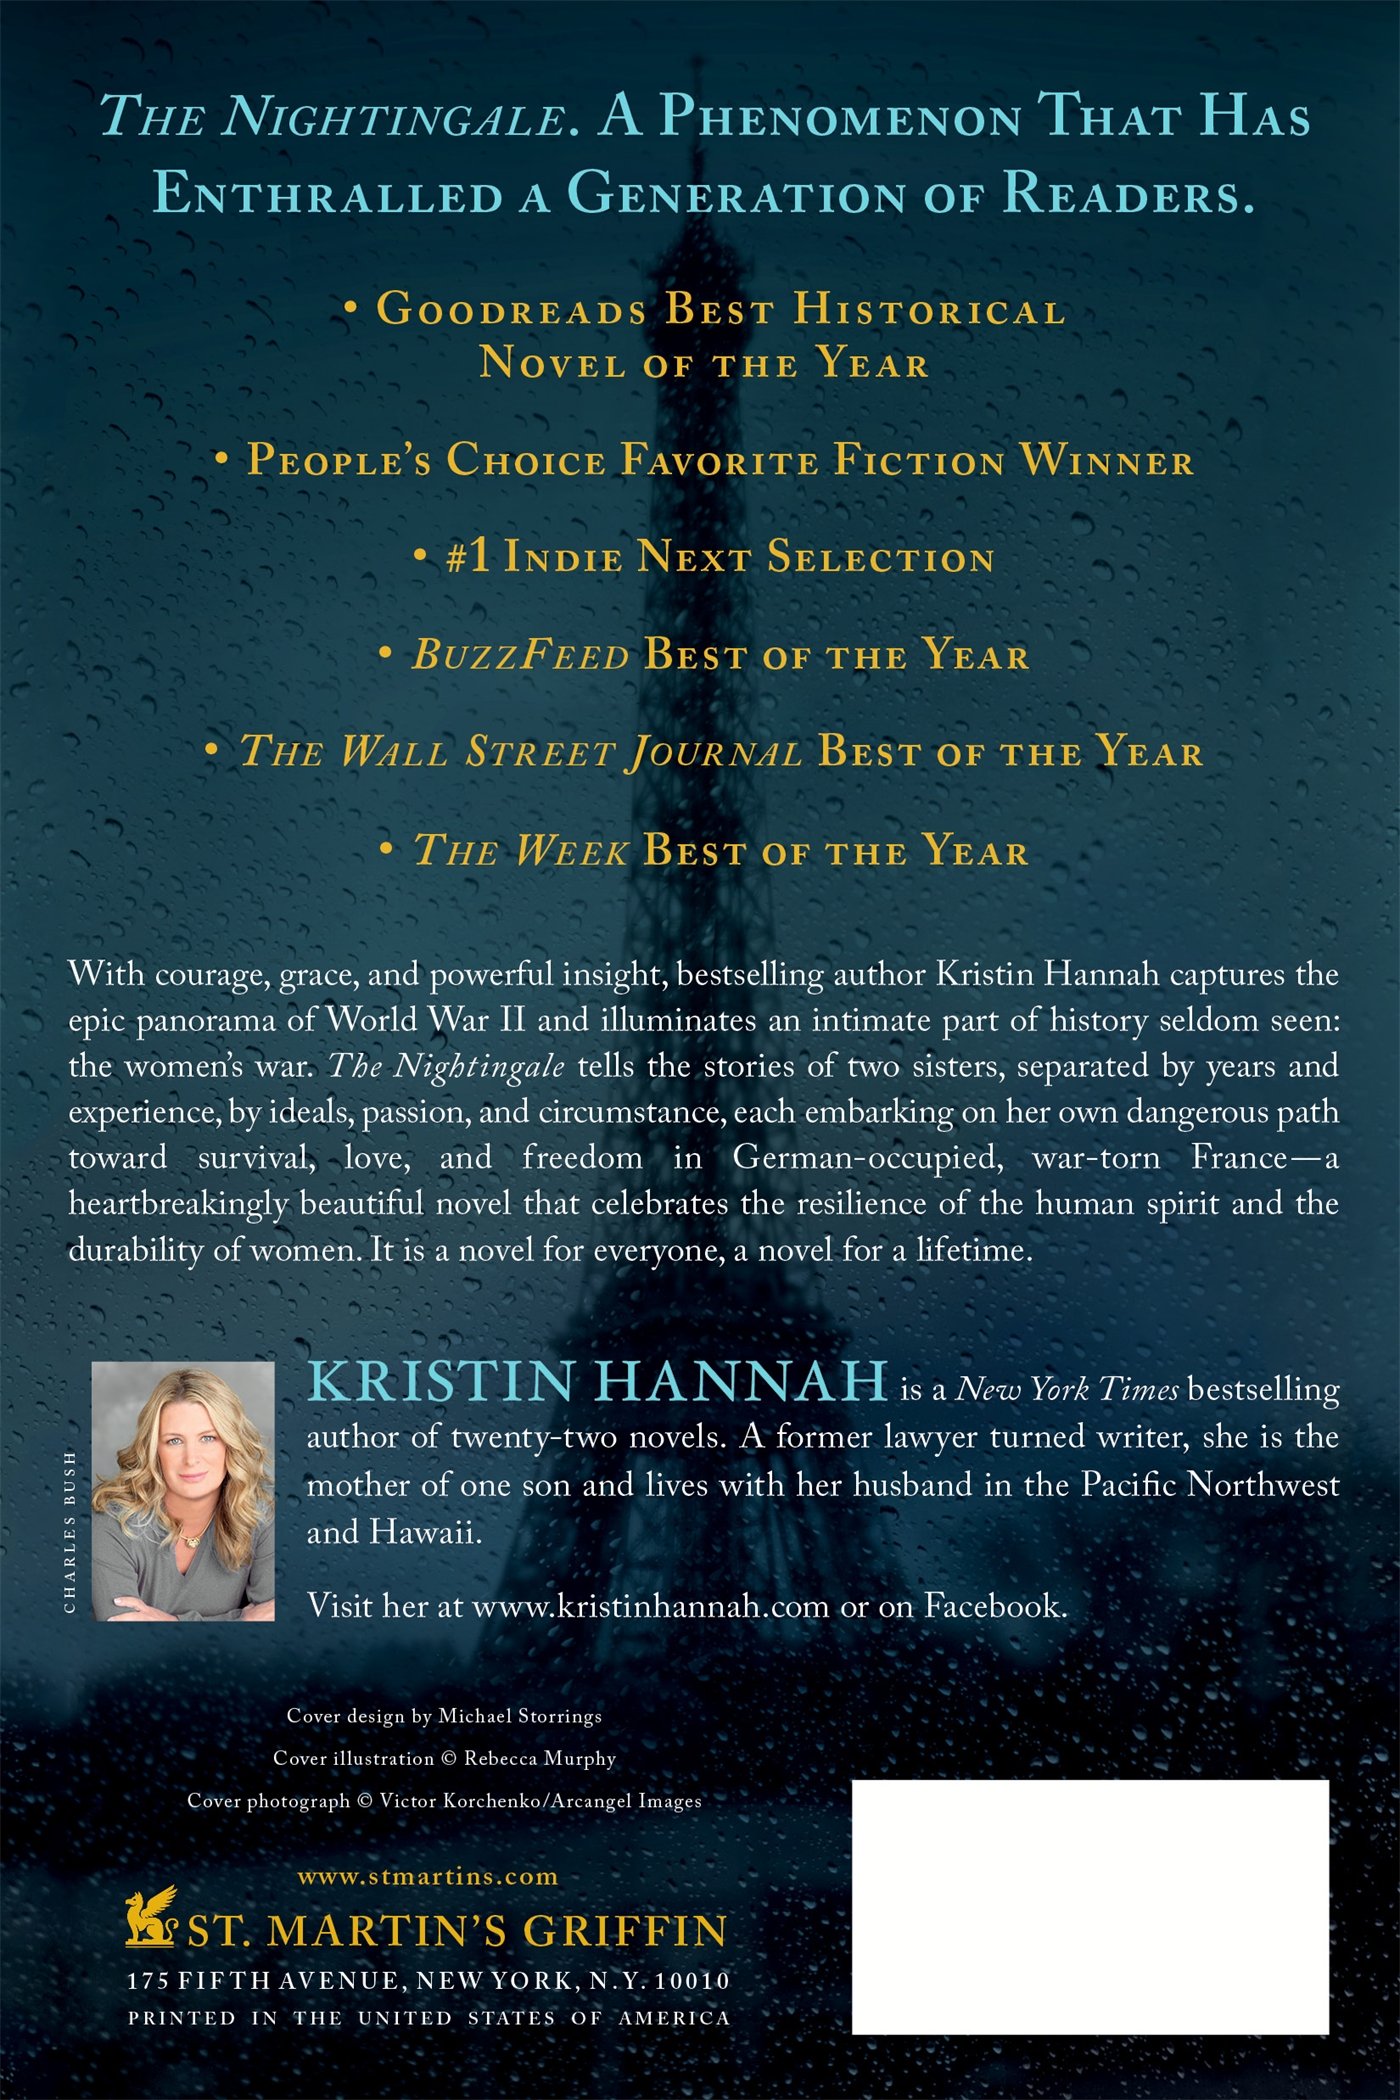 The Nightingale. A Phenomenon That Has
Enthralled a Generation of Readers.
• Goodreads Best Historical
Novel of the Year
• People’s Choice Favorite Fiction Winner
• #1 Indie Next Selection
• BuzzFeed Best of the Year
• The Wall Street Journal Best of the Year
• The Week Best of the Year
With courage, grace, and powerful insight, bestselling author Kristin Hannah captures the
epic panorama of World War II and illuminates an intimate part of history seldom seen:
the women’s war. The Nightingale tells the stories of two sisters, separated by years and
experience, by ideals, passion, and circumstance, each embarking on her own dangerous path
toward survival, love, and freedom in German-occupied, war-torn France—a
heartbreakingly beautiful novel that celebrates the resilience of the human spirit and the
durability of women. It is a novel for everyone, a novel for a lifetime.
CHARLES BUSH
KRISTIN HANNAH is a New York Times bestselling
author of twenty-two novels. A former lawyer turned writer, she is the
mother of one son and lives with her husband in the Pacific Northwest
and Hawaii.
Visit her at www.kristinhannah.com or on Facebook.
Cover design by Michael Storrings
Cover illustration © Rebecca Murphy
Cover photograph © Victor Korchenko/Arcangel Images
www.stmartins.com
ST. MARTIN’S GRIFFIN
175 FIFTH AVENUE, NEW YORK, N.Y. 10010
PRINTED IN THE UNITED STATES OF AMERICA